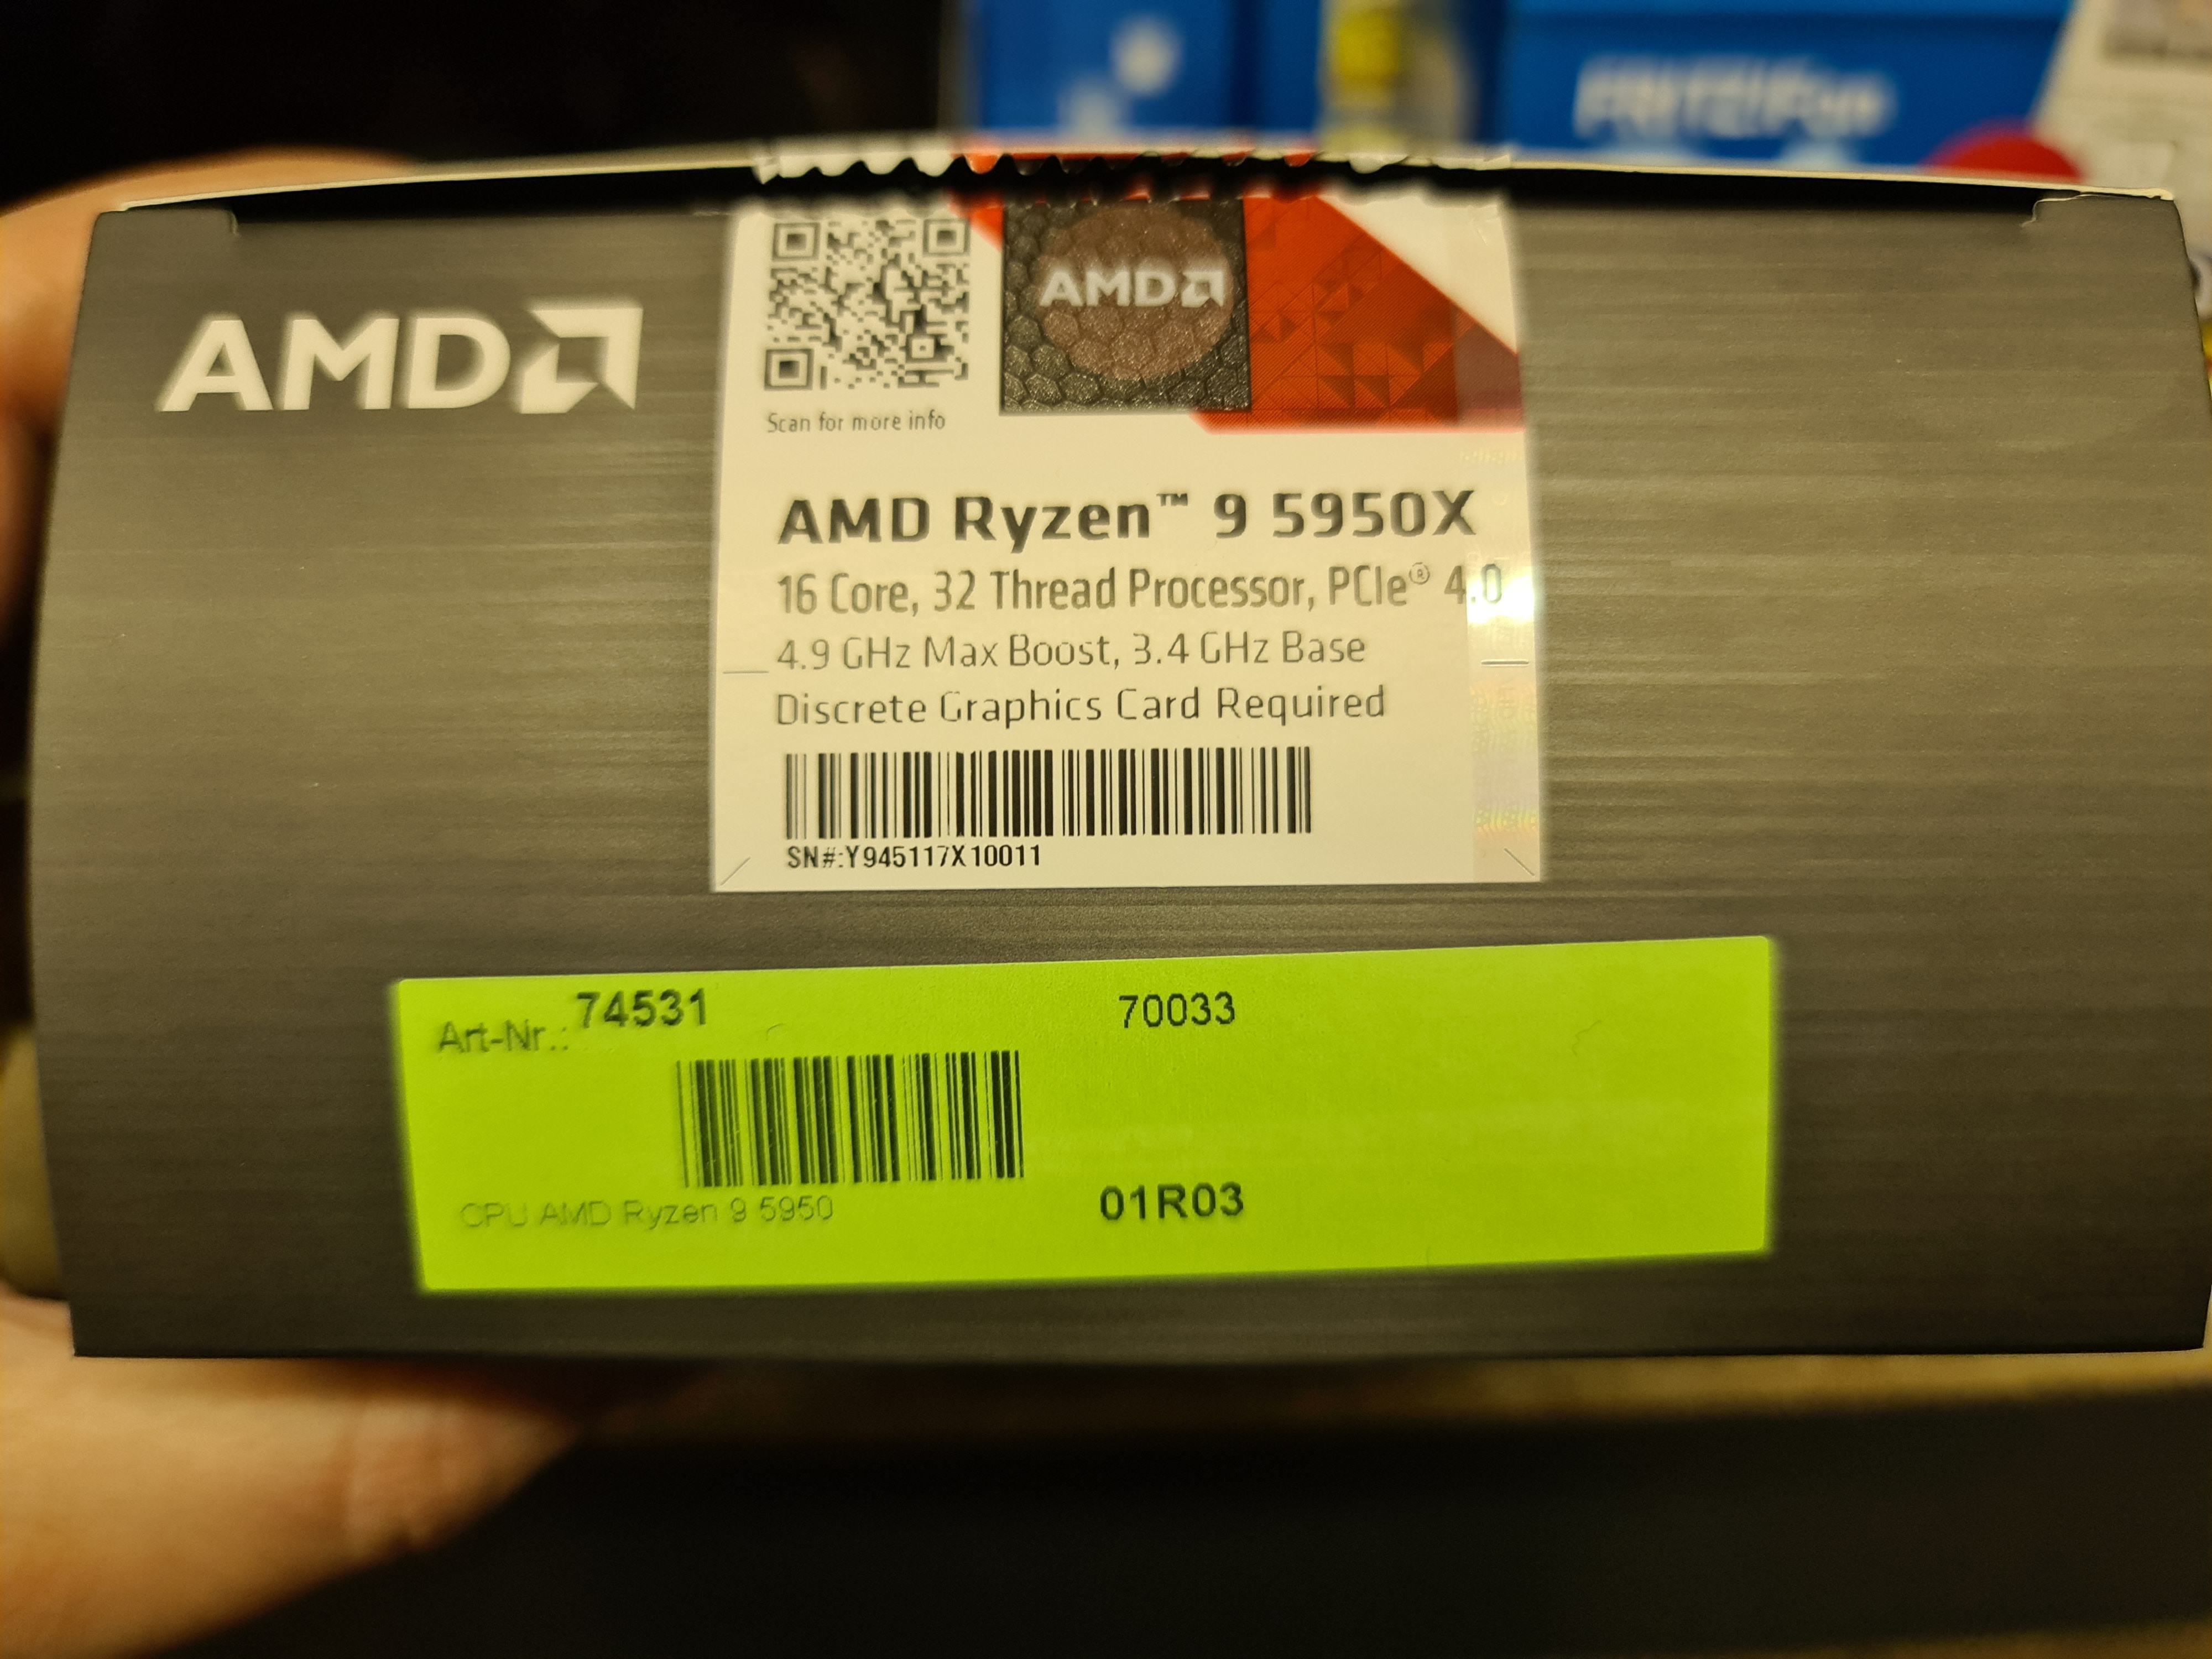 AMD
Scan for more info
AMD
AMD Ryzen™ 9 5950X
16 Core, 32 Thread Processor, PCIe® 4.0
4.9 GHz Max Boost, 3.4 GHz Base
Discrete Graphics Card Required
SN#:Y945117X10011
Art-Nr.: 74531
70033
CPU AMD Ryzen 9 5950
01R03